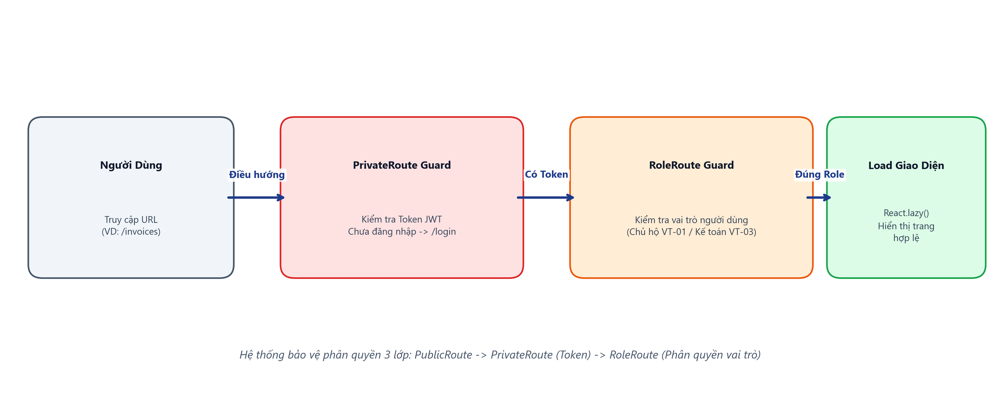 Người Dùng
Truy cập URL
(VD: /invoices)
Điều hướng
PrivateRoute Guard
Kiểm tra Token JWT
Chưa đăng nhập -> /login
Có Token
RoleRoute Guard
Kiểm tra vai trò người dùng
(Chủ hộ VT-01 / Kế toán VT-03)
Đúng Role
Load Giao Diện
React.lazy()
Hiển thị trang
hợp lệ
Hệ thống bảo vệ phân quyền 3 lớp: PublicRoute -> PrivateRoute (Token) -> RoleRoute (Phân quyền vai trò)